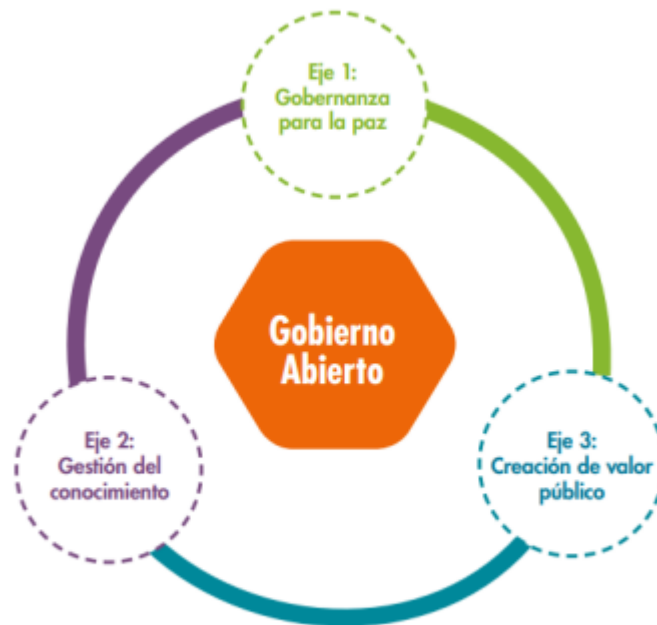 Eje 1:
Gobernanza
para la paz
Gobierno
Abierto
Eje 2:
Gestión del
conocimiento
Eje 3:
Creación de valor
público